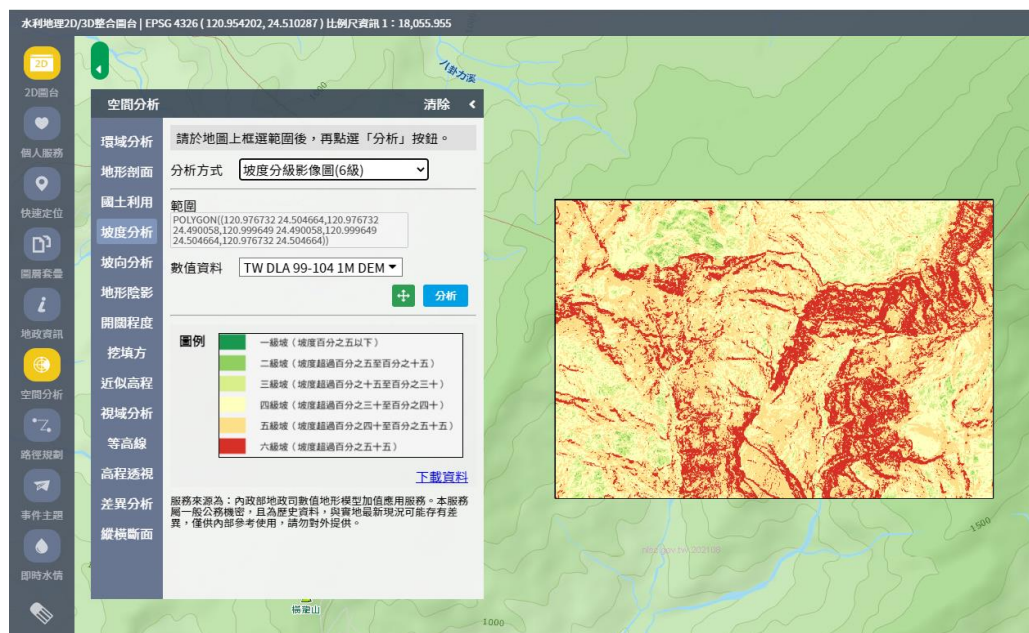 水利地理2D/3D整合圖台 | EPSG 4326 ( 120.954202, 24.510287 ) 比例尺資訊 1：18,055.955
2D
2D圖台
個人服務
快速定位
圖層套疊
地政資訊
空間分析
路徑規劃
事件主題
即時水情
空間分析
清除
環域分析
地形剖面
國土利用
坡度分析
坡向分析
地形陰影
開闊程度
挖填方
近似高程
視域分析
等高線
高程透視
差異分析
縱橫斷面
請於地圖上框選範圍後，再點選「分析」按鈕。
分析方式
坡度分級影像圖(6級)
範圍
POLYGON((120.976732 24.504664,120.976732
24.490058,120.999649 24.490058,120.999649
24.504664,120.976732 24.504664))
數值資料
TW DLA 99-104 1M DEM
分析
圖例
一級坡（坡度百分之五以下）
二級坡（坡度超過百分之五至百分之十五）
三級坡（坡度超過百分之十五至百分之三十）
四級坡（坡度超過百分之三十至百分之四十）
五級坡（坡度超過百分之四十至百分之五十五）
六級坡（坡度超過百分之五十五）
下載資料
服務來源為：內政部地政司數值地形模型加值應用服務。本服務
屬一般公務機密，且為歷史資料，與實地最新現況可能存有差
異，僅供內部參考使用，請勿對外提供。
八卦力溪
1500
1000